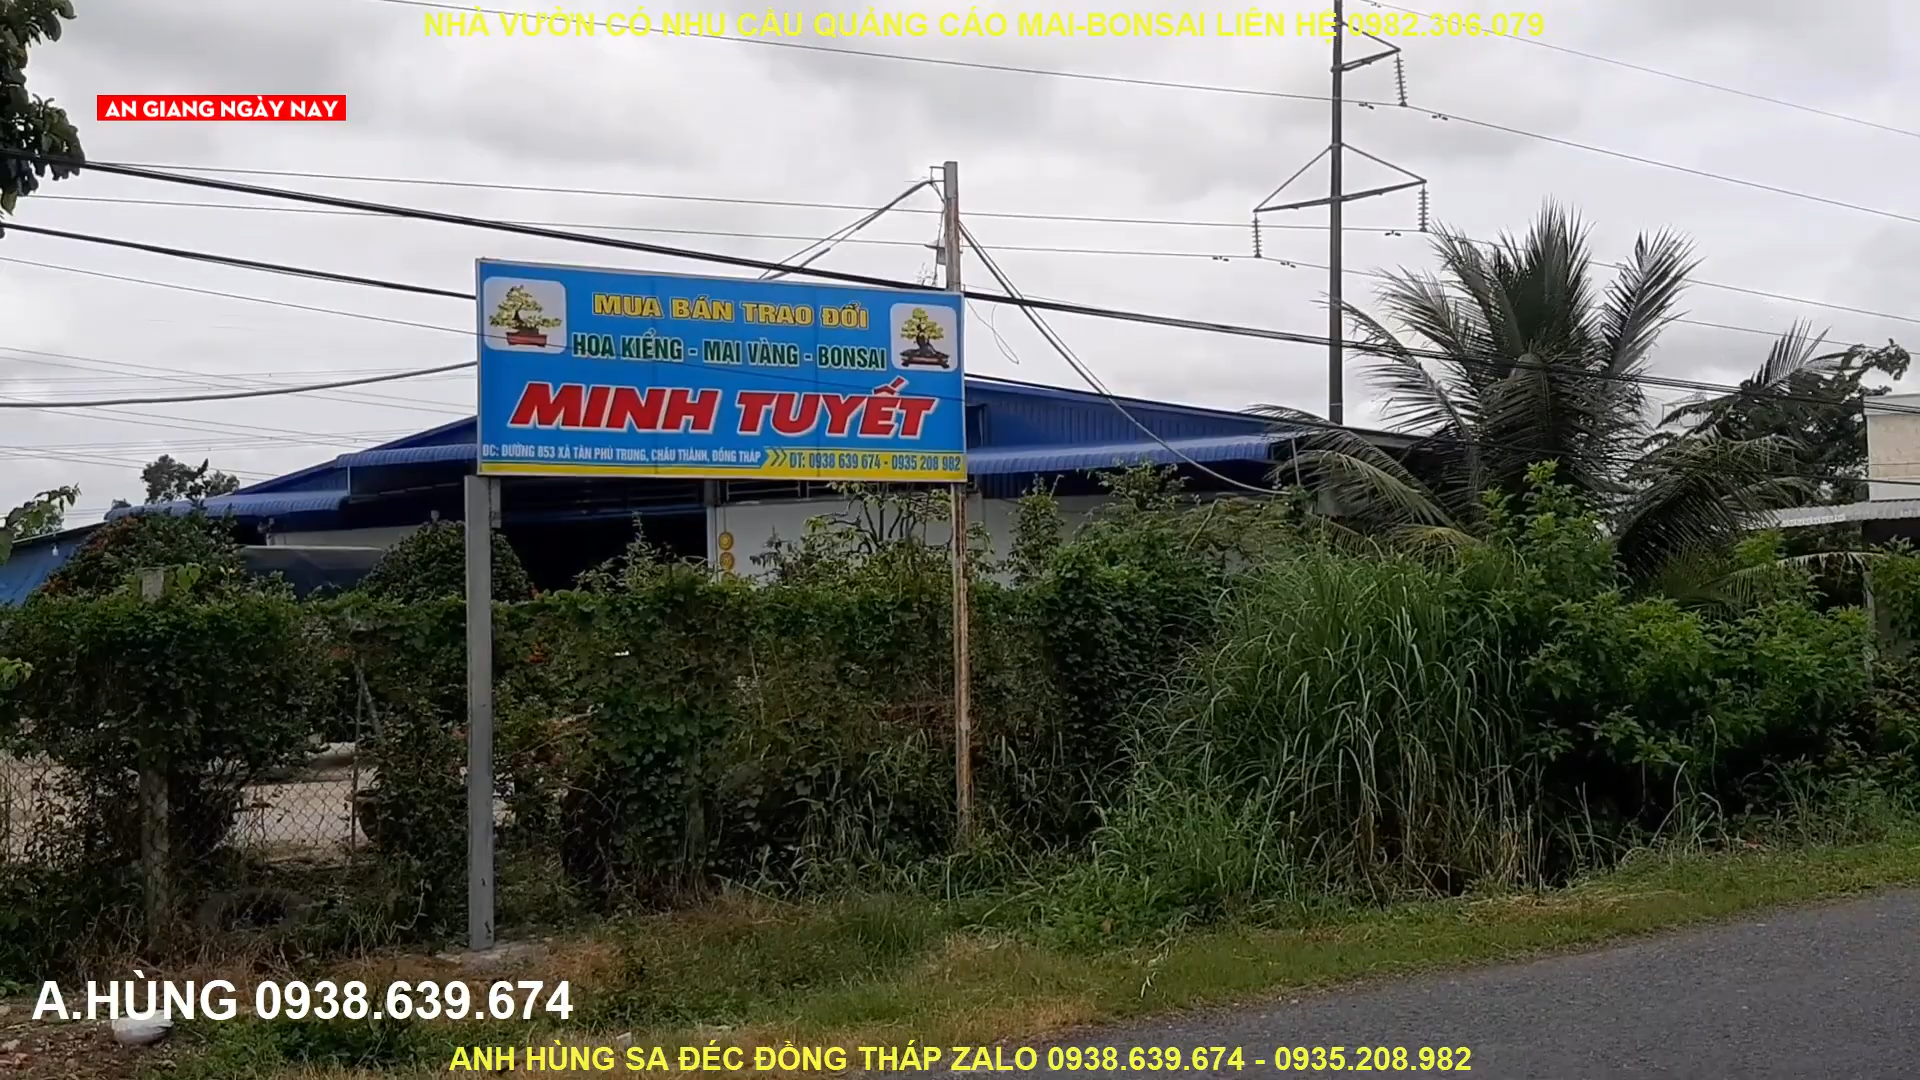 NHÀ VƯỜN CÓ NHU CẦU QUẢNG CÁO MAI-BONSAI LIÊN HỆ 0982.306.079
AN GIANG NGÀY NAY
MUA BÁN TRAO ĐỔI
HOA KIỂNG - MAI VÀNG - BONSAI
MINH TUYẾT
ĐC: ĐƯỜNG 853 XÃ TÂN PHÚ TRUNG, CHÂU THÀNH, ĐỒNG THÁP
ĐT: 0938 639 674 - 0935 208 982
A.HÙNG 0938.639.674
ANH HÙNG SA ĐÉC ĐỒNG THÁP ZALO 0938.639.674 - 0935.208.982